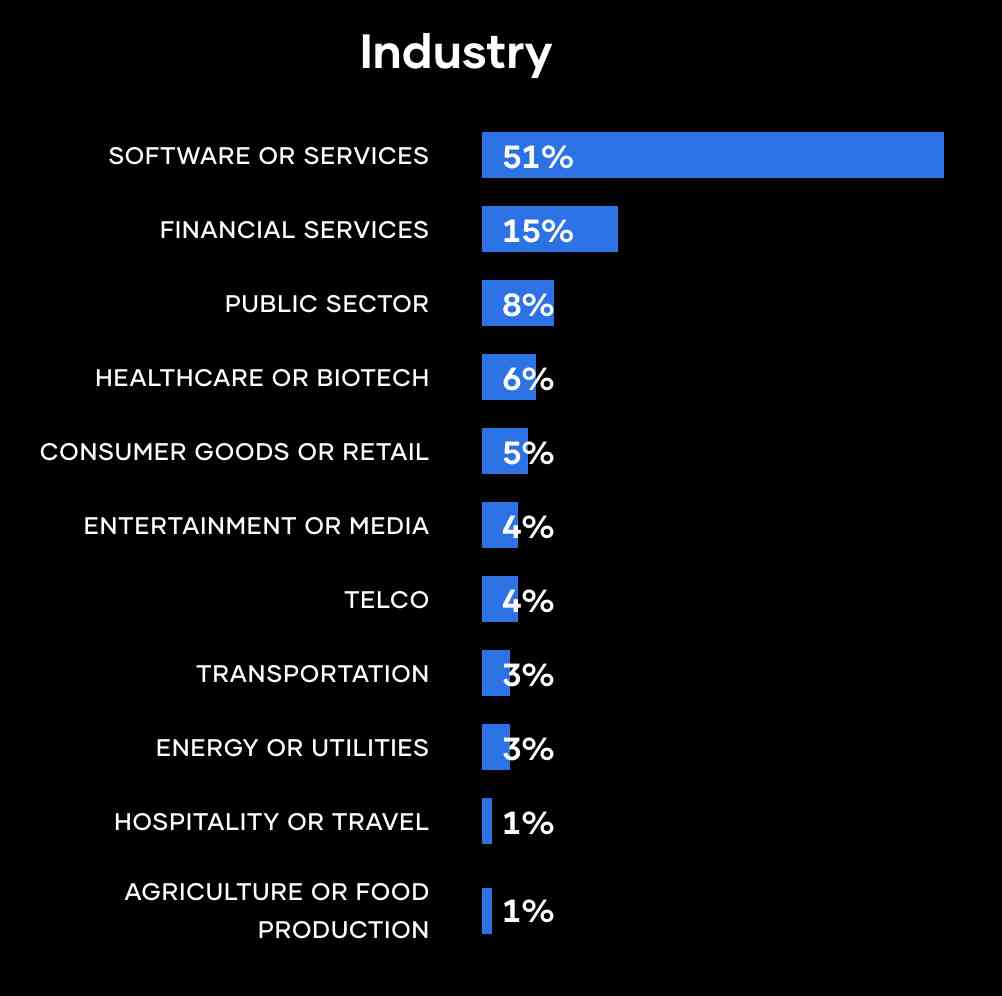 Industry
SOFTWARE OR SERVICES 51%
FINANCIAL SERVICES 15%
PUBLIC SECTOR 8%
HEALTHCARE OR BIOTECH 6%
CONSUMER GOODS OR RETAIL 5%
ENTERTAINMENT OR MEDIA 4%
TELCO 4%
TRANSPORTATION 3%
ENERGY OR UTILITIES 3%
HOSPITALITY OR TRAVEL 1%
AGRICULTURE OR FOOD
PRODUCTION 1%